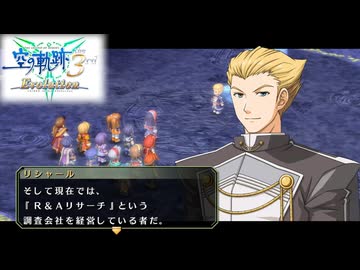 空の軌跡 3rd
Evolution
リシャール
そして現在では、
『R&Aリサーチ』という
調査会社を経営している者だ。